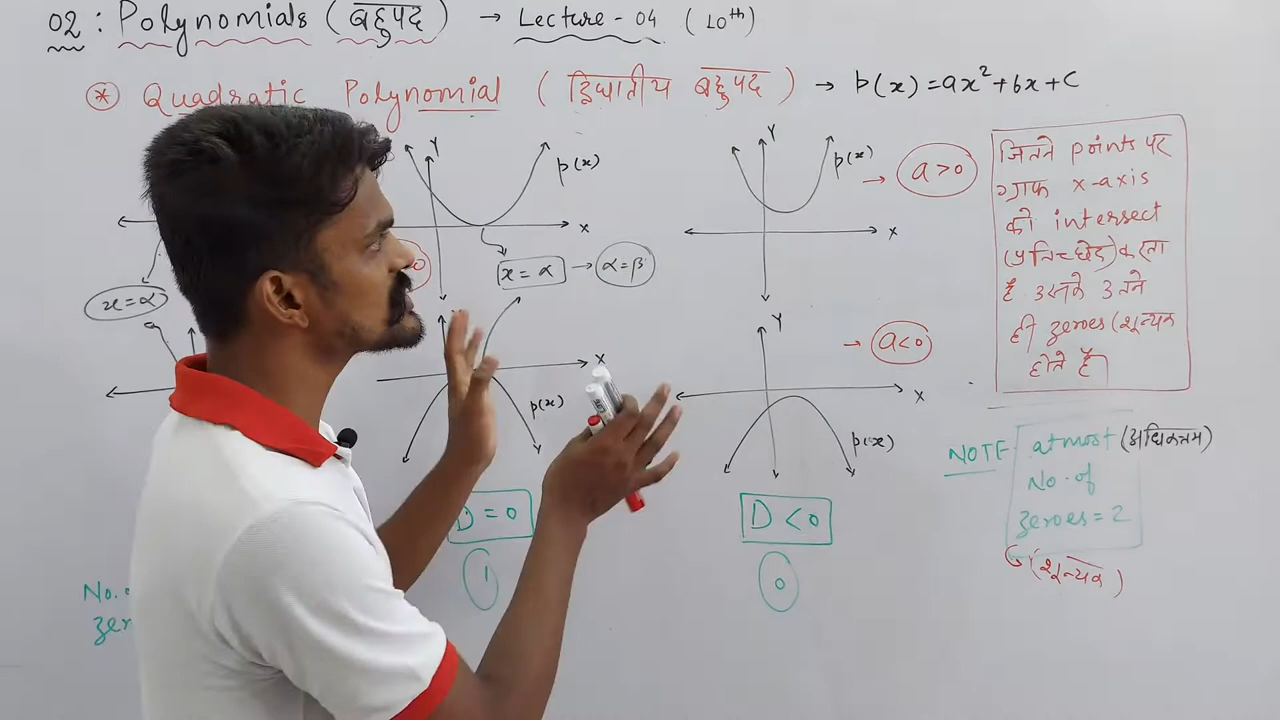 02 : Polynomials (बहुपद) → Lecture - 04 (10th)
* Quadratic Polynomial (द्विघातीय बहुपद) → p(x) = ax² + bx + c
Y
p(x)
X
x = α → α = β
x = α
Y
p(x) → a > 0
X
X
p(x)
Y
→ a < 0
X
p(x)
D = 0
1
D < 0
0
No.
zer
जितने points पर
ग्राफ x-axis
को intersect
(प्रतिच्छेद) करता
है उसके उतने
ही zeroes (शून्यक
होते है
NOTE - atmost (अधिकतम)
No. of
zeroes = 2
(शून्यक)